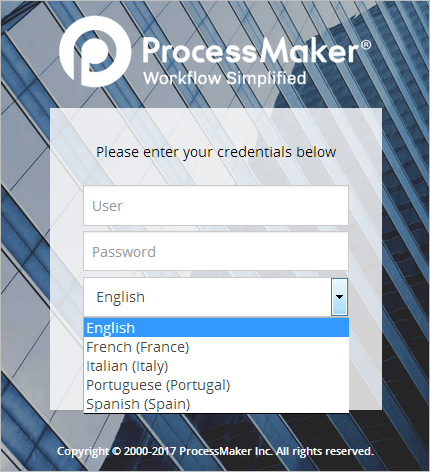 ProcessMaker®
Workflow Simplified
Please enter your credentials below
User
Password
English
English
French (France)
Italian (Italy)
Portuguese (Portugal)
Spanish (Spain)
Copyright © 2000-2017 ProcessMaker Inc. All rights reserved.